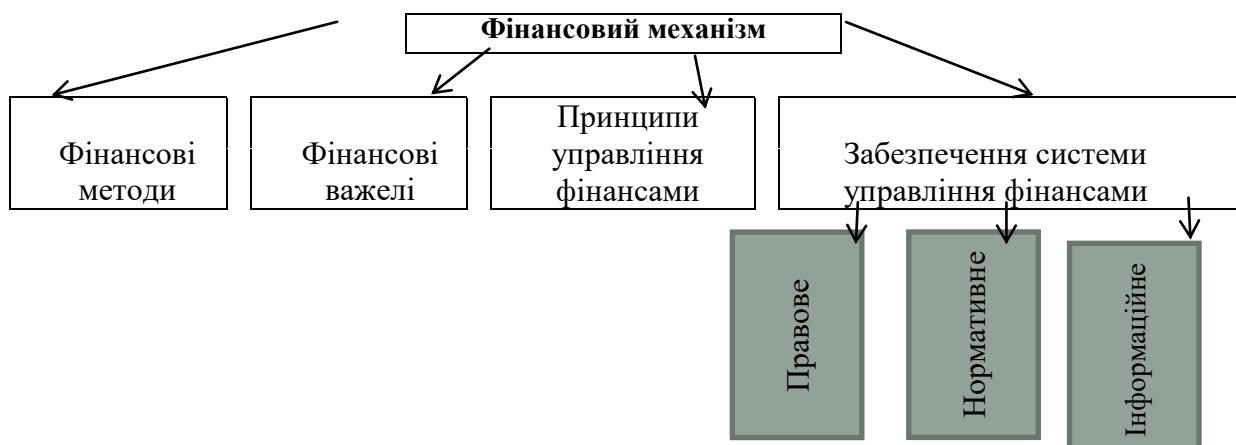 Фінансовий механізм
Фінансові
методи
Фінансові
важелі
Принципи
управління
фінансами
Забезпечення системи
управління фінансами
Правове
Нормативне
Інформаційне